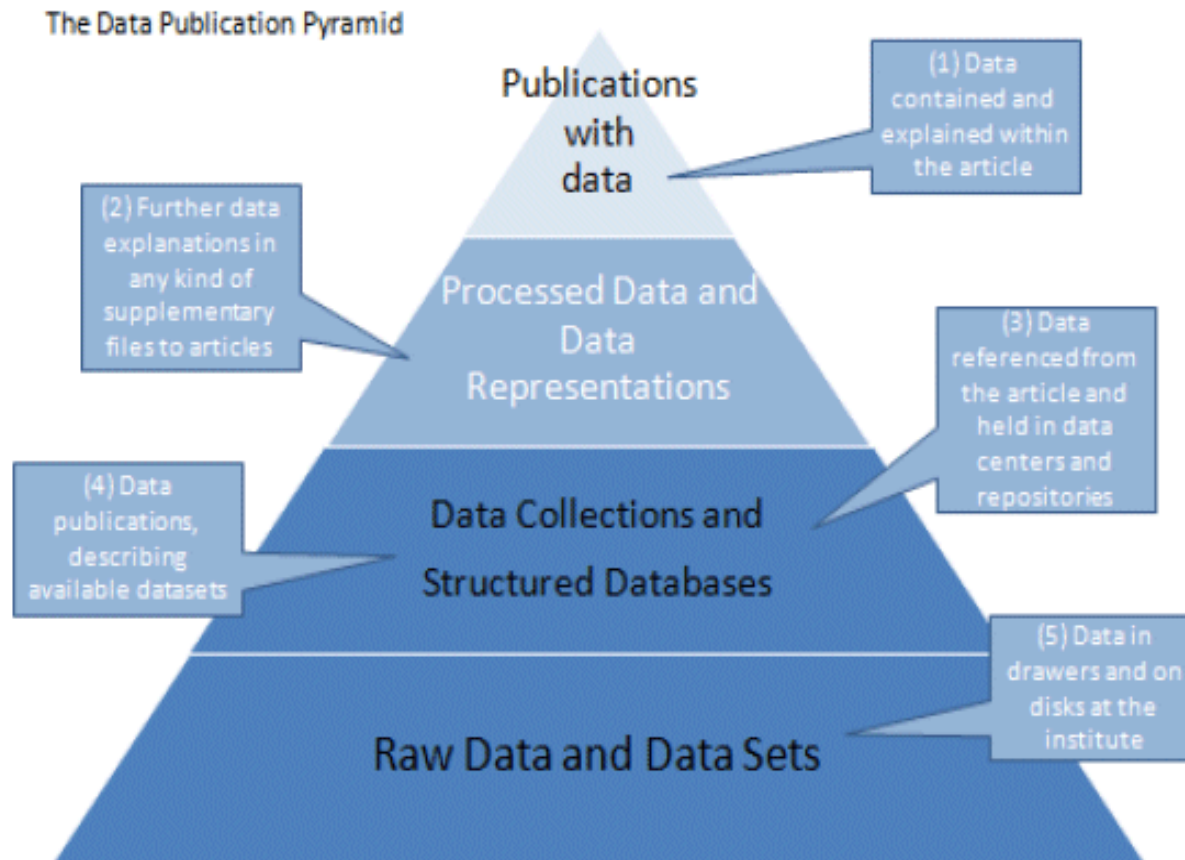 The Data Publication Pyramid
Publications
with
data
(1) Data
contained and
explained within
the article
(2) Further data
explanations in
any kind of
supplementary
files to articles
Processed Data and
Data
Representations
(3) Data
referenced from
the article and
held in data
centers and
repositories
(4) Data
publications,
describing
available datasets
Data Collections and
Structured Databases
(5) Data in
drawers and on
disks at the
institute
Raw Data and Data Sets